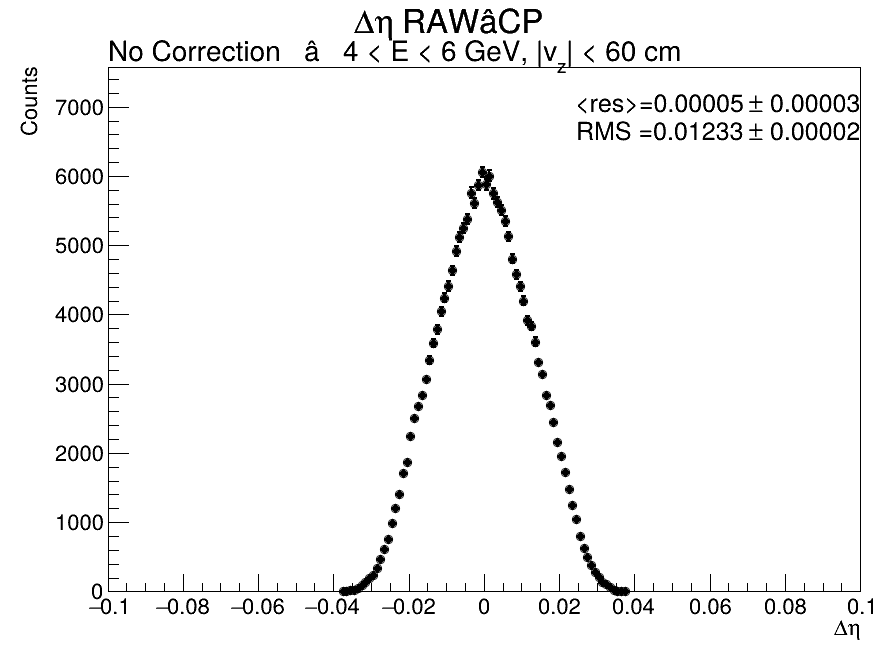 Δη RAWâCP
No Correction â 4 < E < 6 GeV, |v_z| < 60 cm
Counts
<res>=0.00005 ± 0.00003
RMS =0.01233 ± 0.00002
7000
6000
5000
4000
3000
2000
1000
0
−0.1 −0.08 −0.06 −0.04 −0.02 0 0.02 0.04 0.06 0.08 0.1
Δη